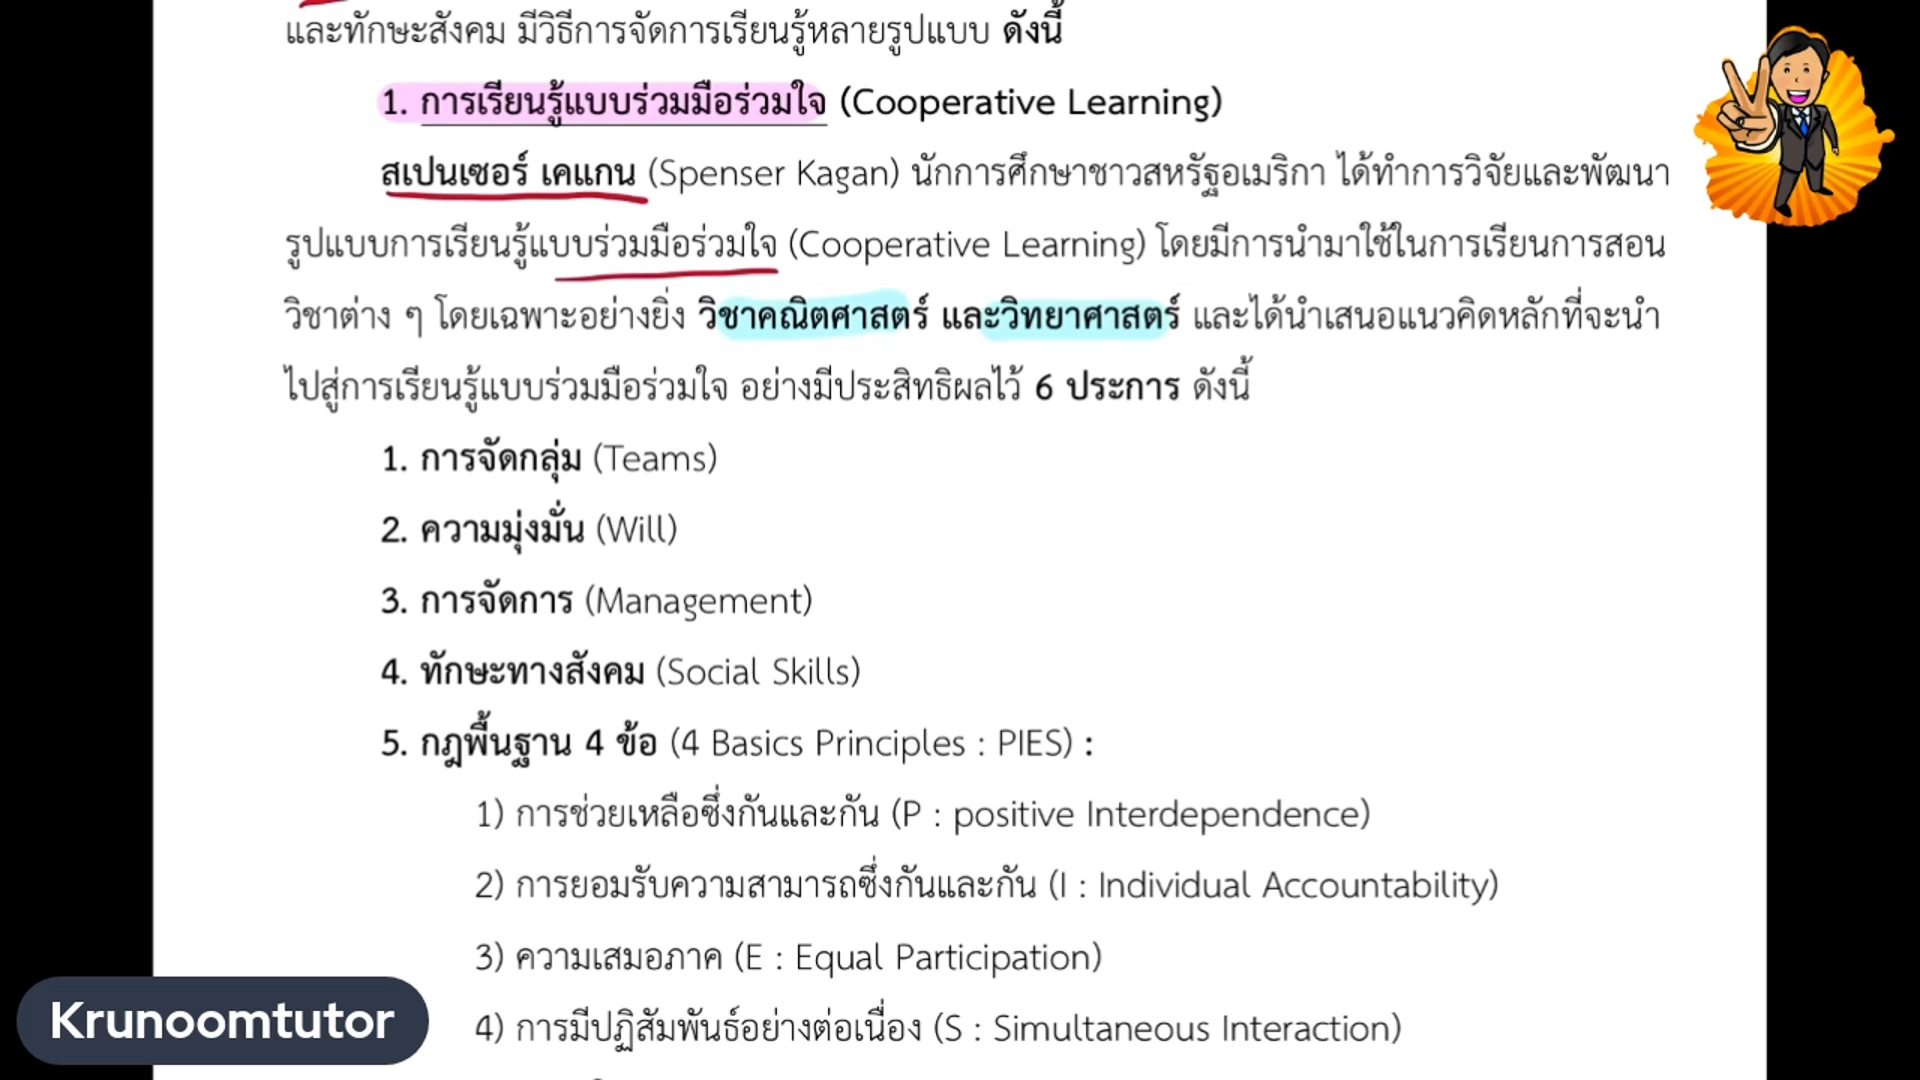 และทักษะสังคม มีวิธีการจัดการเรียนรู้หลายรูปแบบ ดังนี้
1. การเรียนรู้แบบร่วมมือร่วมใจ (Cooperative Learning)
สเปนเซอร์ เคแกน (Spenser Kagan) นักการศึกษาชาวสหรัฐอเมริกา ได้ทำการวิจัยและพัฒนา
รูปแบบการเรียนรู้แบบร่วมมือร่วมใจ (Cooperative Learning) โดยมีการนำมาใช้ในการเรียนการสอน
วิชาต่าง ๆ โดยเฉพาะอย่างยิ่ง วิชาคณิตศาสตร์ และวิทยาศาสตร์ และได้นำเสนอแนวคิดหลักที่จะนำ
ไปสู่การเรียนรู้แบบร่วมมือร่วมใจ อย่างมีประสิทธิผลไว้ 6 ประการ ดังนี้
1. การจัดกลุ่ม (Teams)
2. ความมุ่งมั่น (Will)
3. การจัดการ (Management)
4. ทักษะทางสังคม (Social Skills)
5. กฎพื้นฐาน 4 ข้อ (4 Basics Principles : PIES) :
1) การช่วยเหลือซึ่งกันและกัน (P : positive Interdependence)
2) การยอมรับความสามารถซึ่งกันและกัน (I : Individual Accountability)
3) ความเสมอภาค (E : Equal Participation)
4) การมีปฏิสัมพันธ์อย่างต่อเนื่อง (S : Simultaneous Interaction)
Krunoomtutor